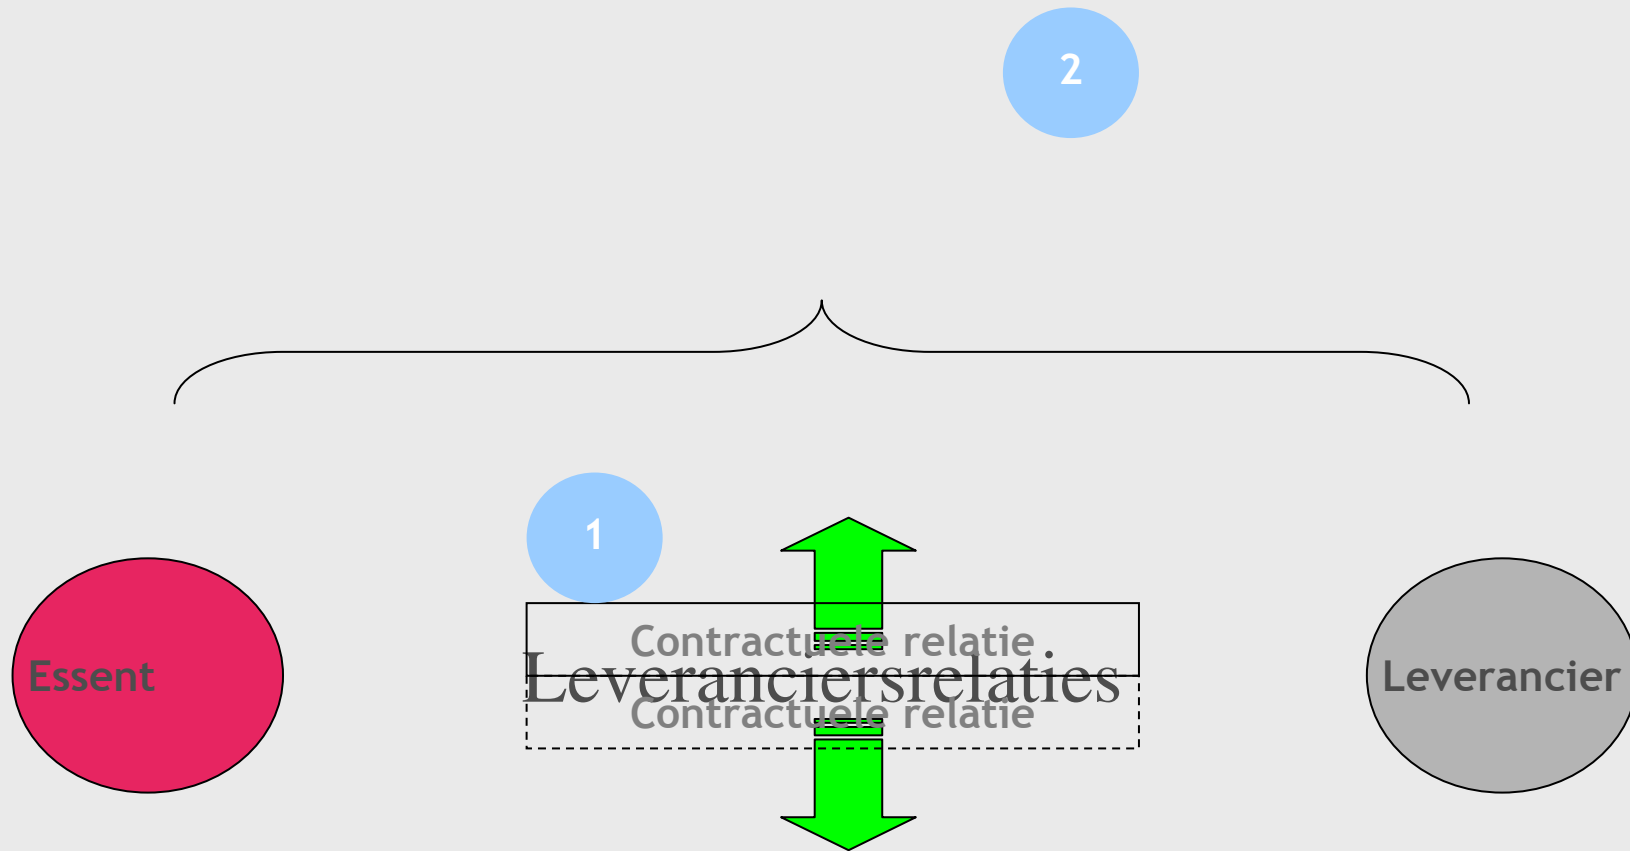 2
1
Contractuele relatie
Essent
Leveranciersrelaties
Leverancier
Contractuele relatie